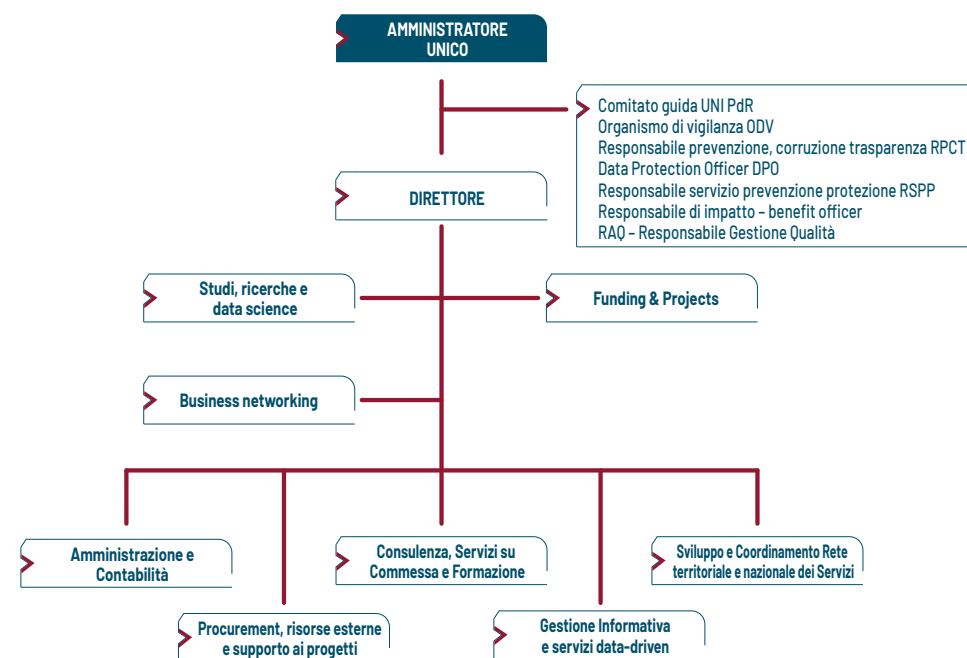 AMMINISTRATORE
UNICO
Comitato guida UNI PdR
Organismo di vigilanza ODV
Responsabile prevenzione, corruzione trasparenza RPCT
Data Protection Officer DPO
Responsabile servizio prevenzione protezione RSPP
Responsabile di impatto – benefit officer
RAQ – Responsabile Gestione Qualità
DIRETTORE
Studi, ricerche e
data science
Funding & Projects
Business networking
Amministrazione e
Contabilità
Consulenza, Servizi su
Commessa e Formazione
Sviluppo e Coordinamento Rete
territoriale e nazionale dei Servizi
Procurement, risorse esterne
e supporto ai progetti
Gestione Informativa
e servizi data-driven